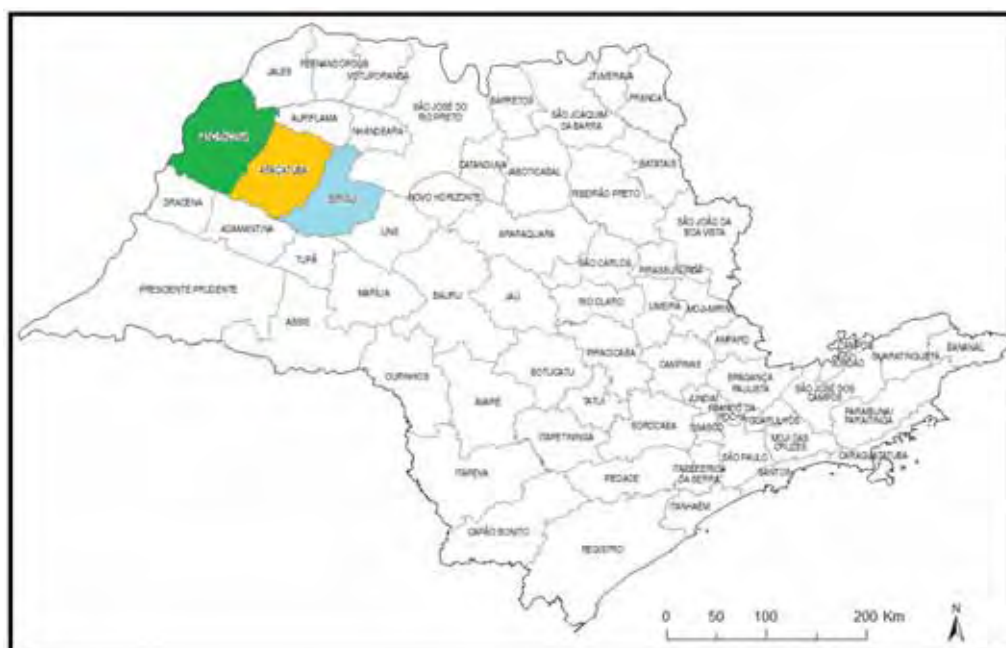 JALES
FERNANDÓPOLIS
VOTUPORANGA
SÃO JOSÉ DO
RIO PRETO
BARRETOS
ITUVERAVA
FRANCA
SÃO JOAQUIM
DA BARRA
ANDRADINA
AURIFLAMA
NHANDEARA
ARAÇATUBA
CATANDUVA
JABOTICABAL
BATATAIS
RIBEIRÃO PRETO
BIRIGUI
NOVO HORIZONTE
DRACENA
ADAMANTINA
LINS
ARARAQUARA
SÃO JOÃO DA
BOA VISTA
TUPÃ
SÃO CARLOS
PRESIDENTE PRUDENTE
MARÍLIA
BAURU
JAÚ
RIO CLARO
LIMEIRA
MOJI-MIRIM
ASSIS
AMPARO
PIRACICABA
CAMPINAS
GUARATINGUETÁ
BANANAL
OURINHOS
BOTUCATU
BRAGANÇA
PAULISTA
SÃO JOSÉ DOS
CAMPOS
AVARÉ
TATUÍ
JUNDIAÍ
SOROCABA
OSASCO
GUARULHOS
PARAIBUNA/
PARAITINGA
ITAPETININGA
MOJI DAS
CRUZES
SÃO PAULO
CARAGUATATUBA
ITAPEVA
PIEDADE
ITAPECERICA
DA SERRA
SANTOS
ITANHAÉM
CAPÃO BONITO
REGISTRO
0 50 100 200 Km
N